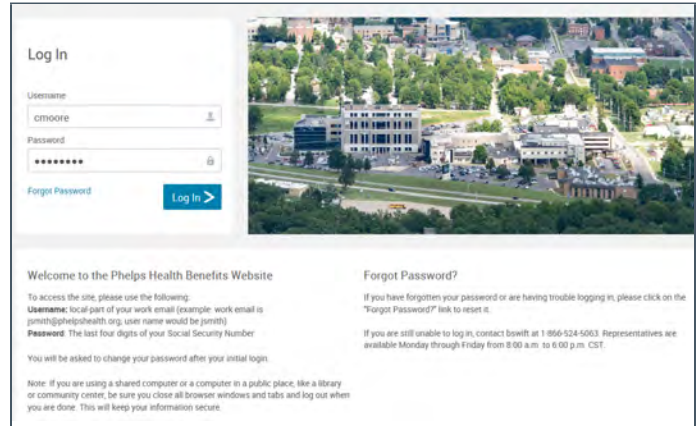 Log In
Username
cmoore
Password
••••••••
Forgot Password
Log In >
Welcome to the Phelps Health Benefits Website
To access the site, please use the following:
Username: local-part of your work email (example: work email is
jsmith@phelpshealth.org; user name would be jsmith)
Password: The last four digits of your Social Security Number
You will be asked to change your password after your initial login.
Note: If you are using a shared computer or a computer in a public place, like a library
or community center, be sure you close all browser windows and tabs and log out when
you are done. This will keep your information secure.
Forgot Password?
If you have forgotten your password or are having trouble logging in, please click on the
"Forgot Password?" link to reset it.
If you are still unable to log in, contact bswift at 1-866-524-5063. Representatives are
available Monday through Friday from 8:00 a.m. to 6:00 p.m. CST.